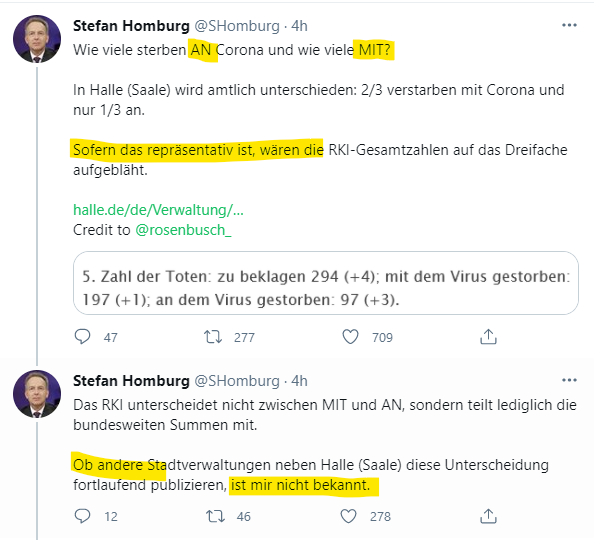 Stefan Homburg @SHomburg · 4h
Wie viele sterben AN Corona und wie viele MIT?
In Halle (Saale) wird amtlich unterschieden: 2/3 verstarben mit Corona und
nur 1/3 an.
Sofern das repräsentativ ist, wären die RKI-Gesamtzahlen auf das Dreifache
aufgebläht.
halle.de/de/Verwaltung/...
Credit to @rosenbusch_
5. Zahl der Toten: zu beklagen 294 (+4); mit dem Virus gestorben:
197 (+1); an dem Virus gestorben: 97 (+3).
47 277 709
Stefan Homburg @SHomburg · 4h
Das RKI unterscheidet nicht zwischen MIT und AN, sondern teilt lediglich die
bundesweiten Summen mit.
Ob andere Stadtverwaltungen neben Halle (Saale) diese Unterscheidung
fortlaufend publizieren, ist mir nicht bekannt.
12 46 278